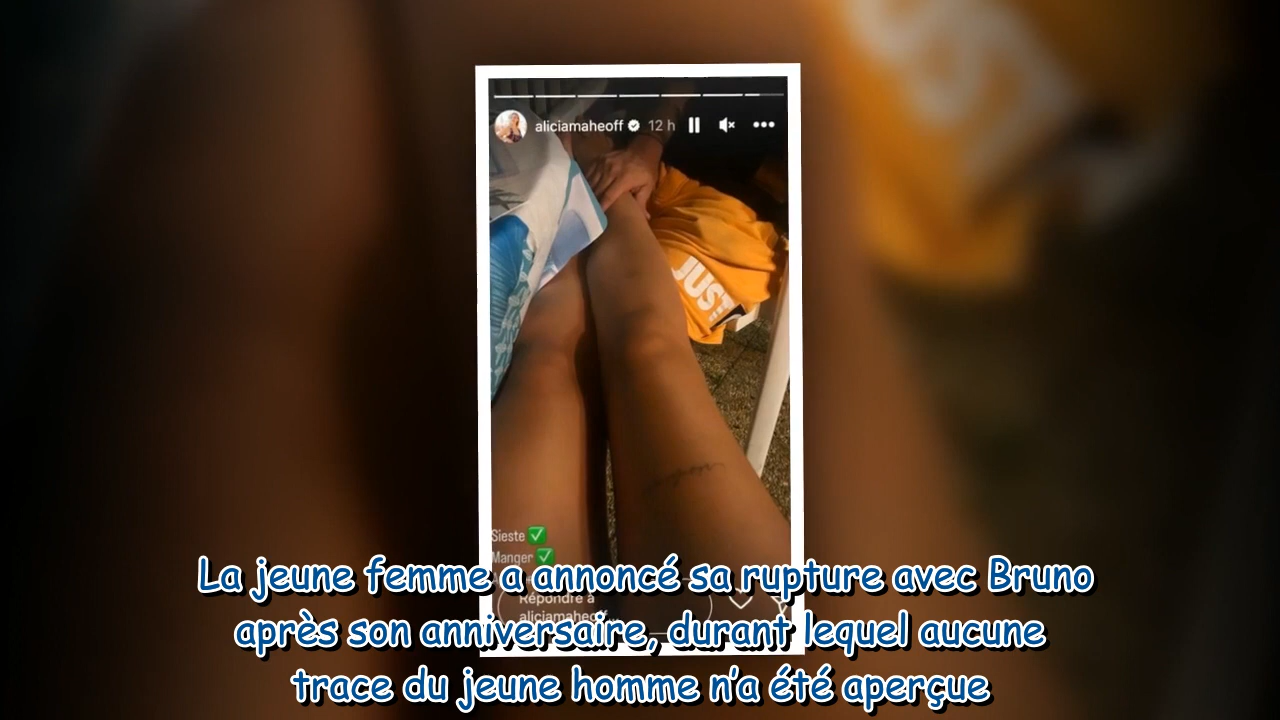 aliciamaheoff 12 h
JUST
Sieste ✅
Manger ✅
La jeune femme a annoncé sa rupture avec Bruno
Répondre à
aliciamaheoff...
après son anniversaire, durant lequel aucune
trace du jeune homme n'a été aperçue